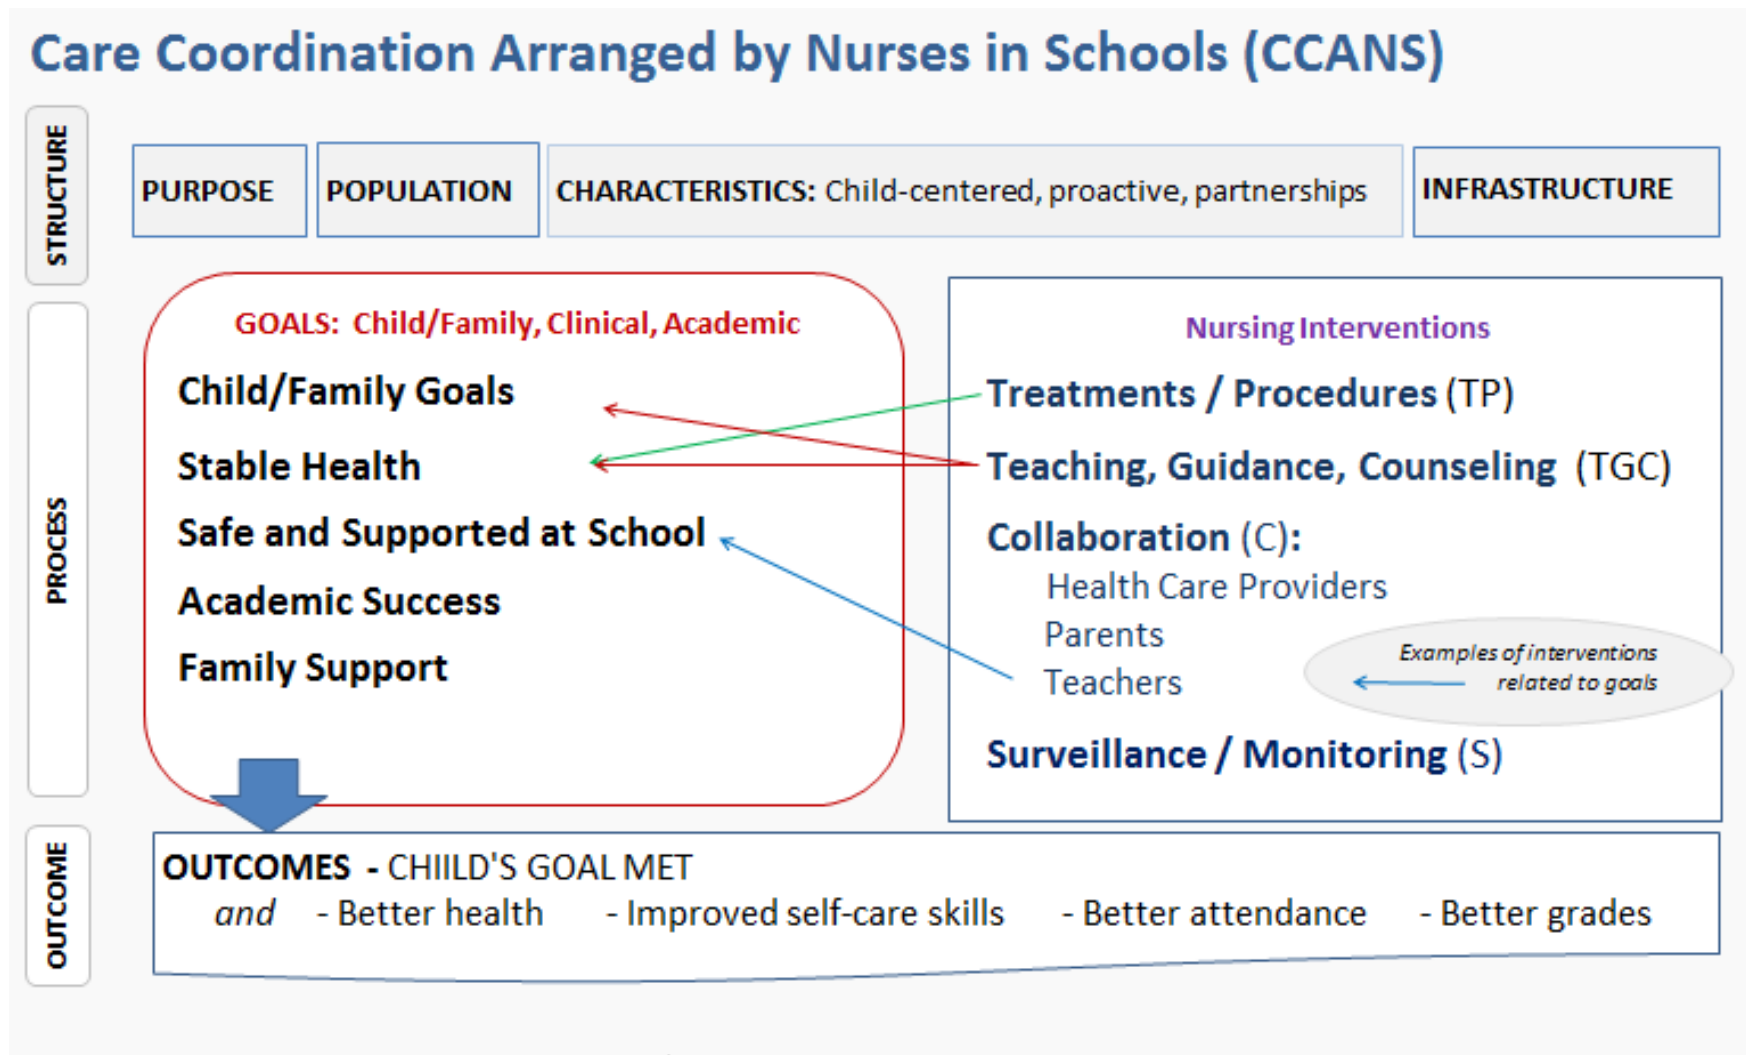 Care Coordination Arranged by Nurses in Schools (CCANS)
STRUCTURE
PURPOSE
POPULATION
CHARACTERISTICS: Child-centered, proactive, partnerships
INFRASTRUCTURE
PROCESS
GOALS: Child/Family, Clinical, Academic
Child/Family Goals
Stable Health
Safe and Supported at School
Academic Success
Family Support
Nursing Interventions
Treatments / Procedures (TP)
Teaching, Guidance, Counseling (TGC)
Collaboration (C):
Health Care Providers
Parents
Teachers
Examples of interventions
related to goals
Surveillance / Monitoring (S)
OUTCOME
OUTCOMES - CHIILD'S GOAL MET
and - Better health - Improved self-care skills - Better attendance - Better grades